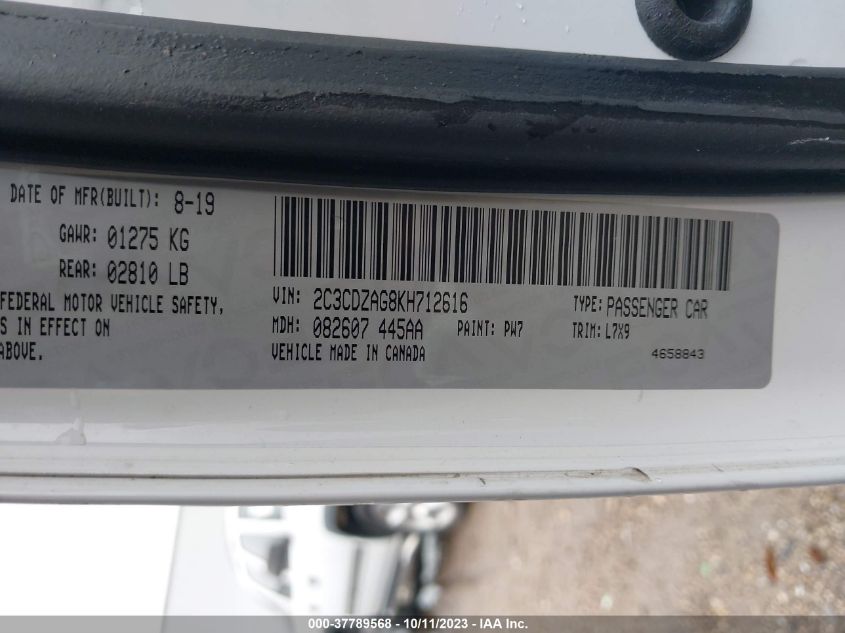 DATE OF MFR(BUILT): 8-19
GAWR: 01275 KG
REAR: 02810 LB
FEDERAL MOTOR VEHICLE SAFETY,
S IN EFFECT ON
ABOVE.
VIN: 2C3CDZAG8KH712616
TYPE: PASSENGER CAR
MDH: 082607 445AA
PAINT: PW7
TRIM: L7X9
VEHICLE MADE IN CANADA
4658843
000-37789568 - 10/11/2023 - Copyright © 2023 IAA, Inc.